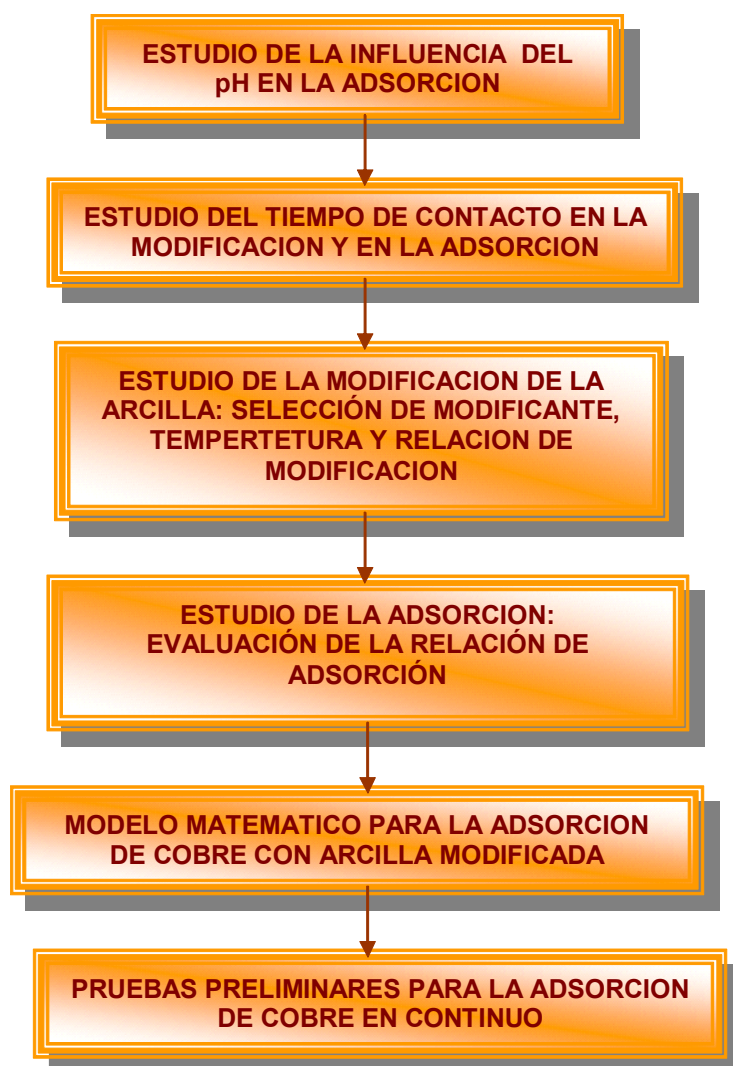 ESTUDIO DE LA INFLUENCIA DEL
pH EN LA ADSORCION
ESTUDIO DEL TIEMPO DE CONTACTO EN LA
MODIFICACION Y EN LA ADSORCION
ESTUDIO DE LA MODIFICACION DE LA
ARCILLA: SELECCIÓN DE MODIFICANTE,
TEMPERTETURA Y RELACION DE
MODIFICACION
ESTUDIO DE LA ADSORCION:
EVALUACIÓN DE LA RELACIÓN DE
ADSORCIÓN
MODELO MATEMATICO PARA LA ADSORCION
DE COBRE CON ARCILLA MODIFICADA
PRUEBAS PRELIMINARES PARA LA ADSORCION
DE COBRE EN CONTINUO